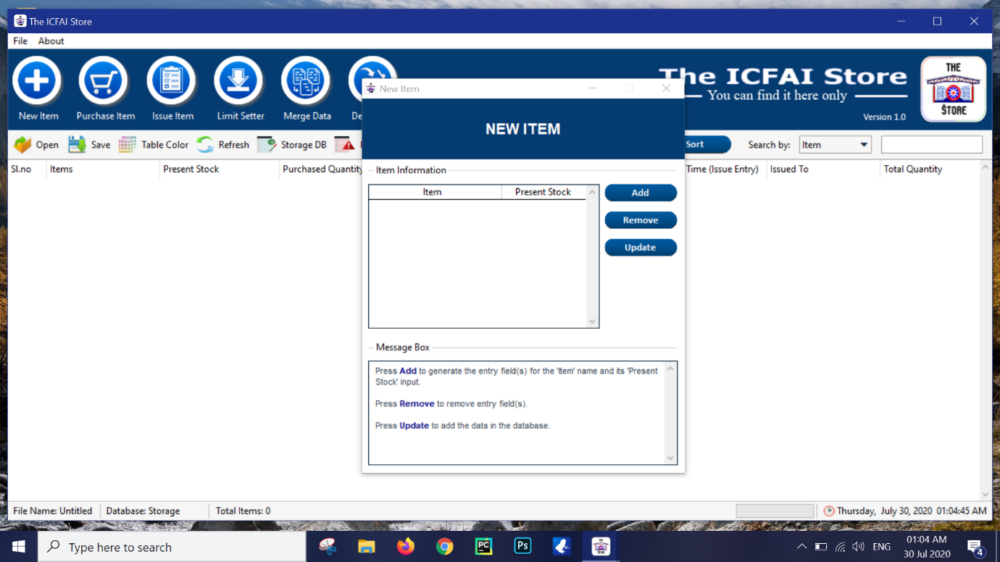 The ICFAI Store
File About
New Item
Purchase Item
Issue Item
Limit Setter
Merge Data
The ICFAI Store
You can find it here only
Version 1.0
THE
STORE
Open
Save
Table Color
Refresh
Storage DB
Sort
Search by:
Item
Sl.no
Items
Present Stock
Purchased Quantity
Time (Issue Entry)
Issued To
Total Quantity
New Item
NEW ITEM
Item Information
Item
Present Stock
Add
Remove
Update
Message Box
Press Add to generate the entry field(s) for the 'Item' name and its 'Present
Stock' input.
Press Remove to remove entry field(s).
Press Update to add the data in the database.
File Name: Untitled
Database: Storage
Total Items: 0
Thursday, July 30, 2020 01:04:45 AM
Type here to search
PC
Ps
THE
STORE
ENG
01:04 AM
30 Jul 2020
4